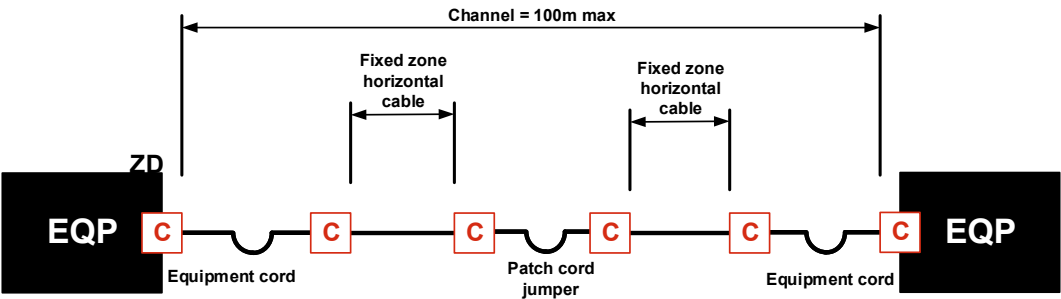 Channel = 100m max
Fixed zone
horizontal
cable
Fixed zone
horizontal
cable
ZD
EQP
C
C
C
C
C
C
EQP
Equipment cord
Patch cord
jumper
Equipment cord